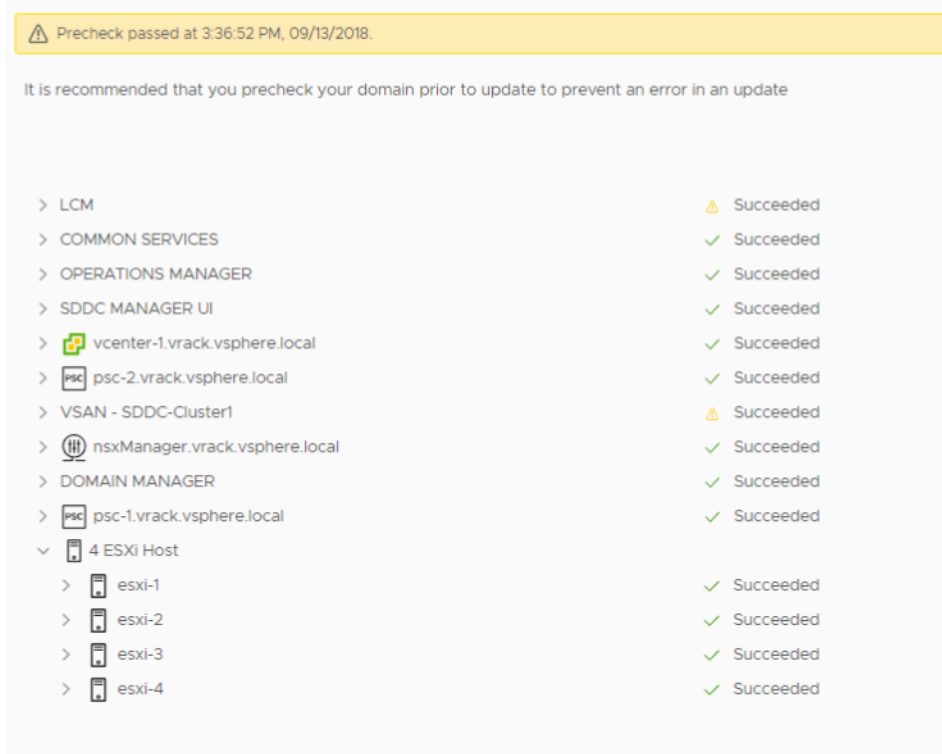 Precheck passed at 3:36:52 PM, 09/13/2018.
It is recommended that you precheck your domain prior to update to prevent an error in an update
LCM Succeeded
COMMON SERVICES Succeeded
OPERATIONS MANAGER Succeeded
SDDC MANAGER UI Succeeded
vcenter-1.vrack.vsphere.local Succeeded
PSC psc-2.vrack.vsphere.local Succeeded
VSAN - SDDC-Cluster1 Succeeded
nsxManager.vrack.vsphere.local Succeeded
DOMAIN MANAGER Succeeded
PSC psc-1.vrack.vsphere.local Succeeded
4 ESXi Host
esxi-1 Succeeded
esxi-2 Succeeded
esxi-3 Succeeded
esxi-4 Succeeded